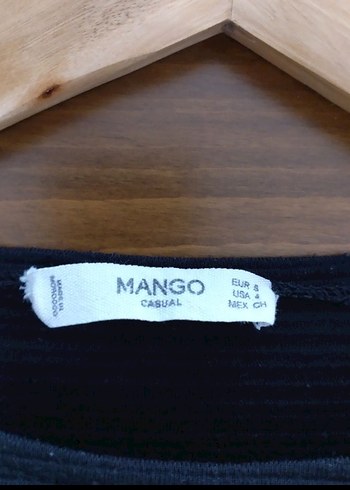 MADE IN
MOROCCO
MANGO
CASUAL
EUR S
USA 4
MEX CH